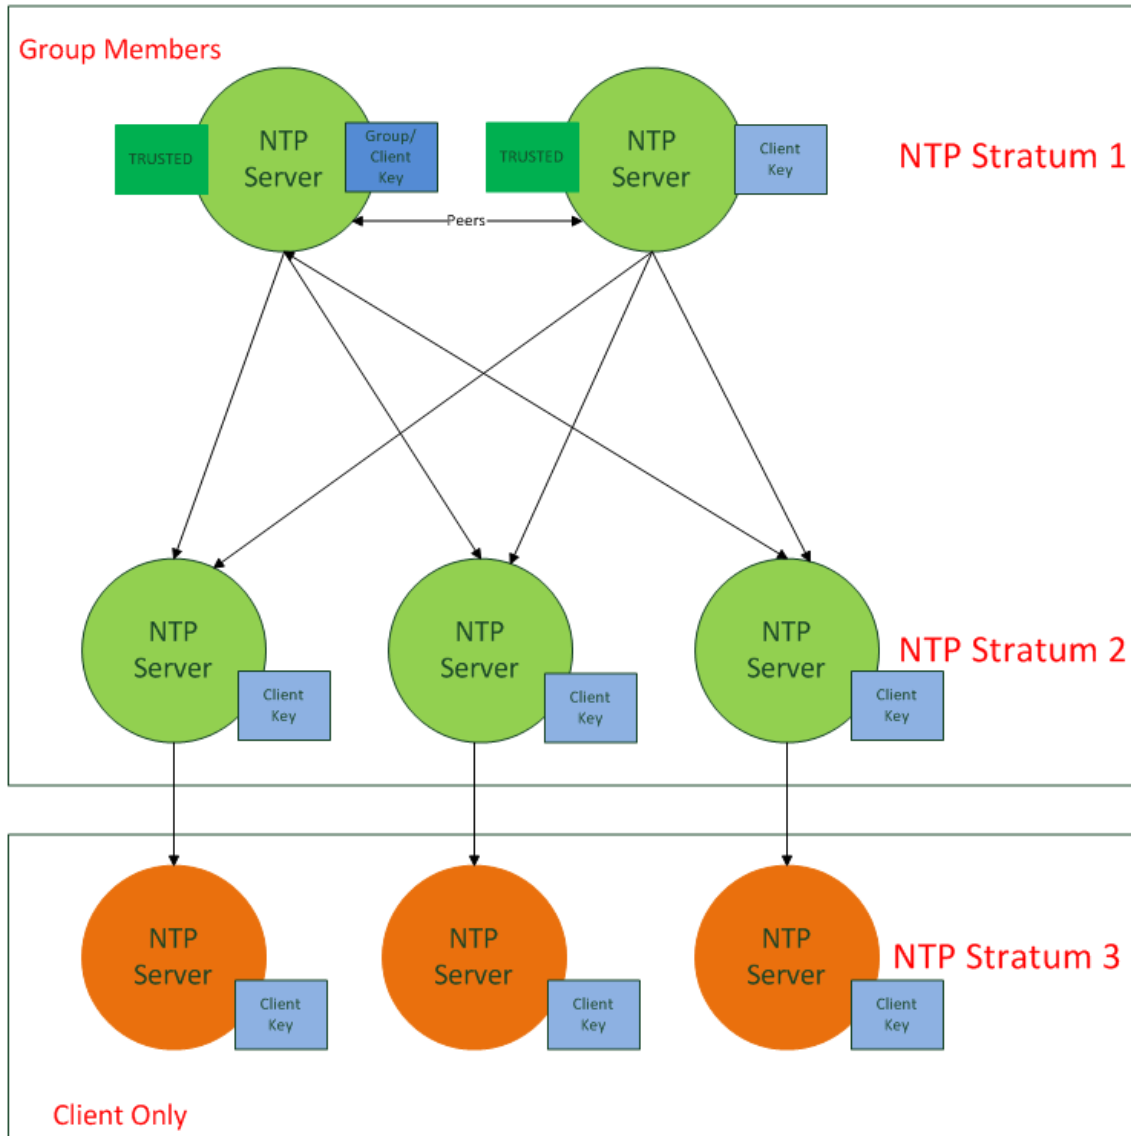 Group Members
NTP
Server
TRUSTED
Group/
Client
Key
NTP
Server
TRUSTED
Client
Key
NTP Stratum 1
Peers
NTP
Server
Client
Key
NTP
Server
Client
Key
NTP
Server
Client
Key
NTP Stratum 2
NTP
Server
Client
Key
NTP
Server
Client
Key
NTP
Server
Client
Key
NTP Stratum 3
Client Only